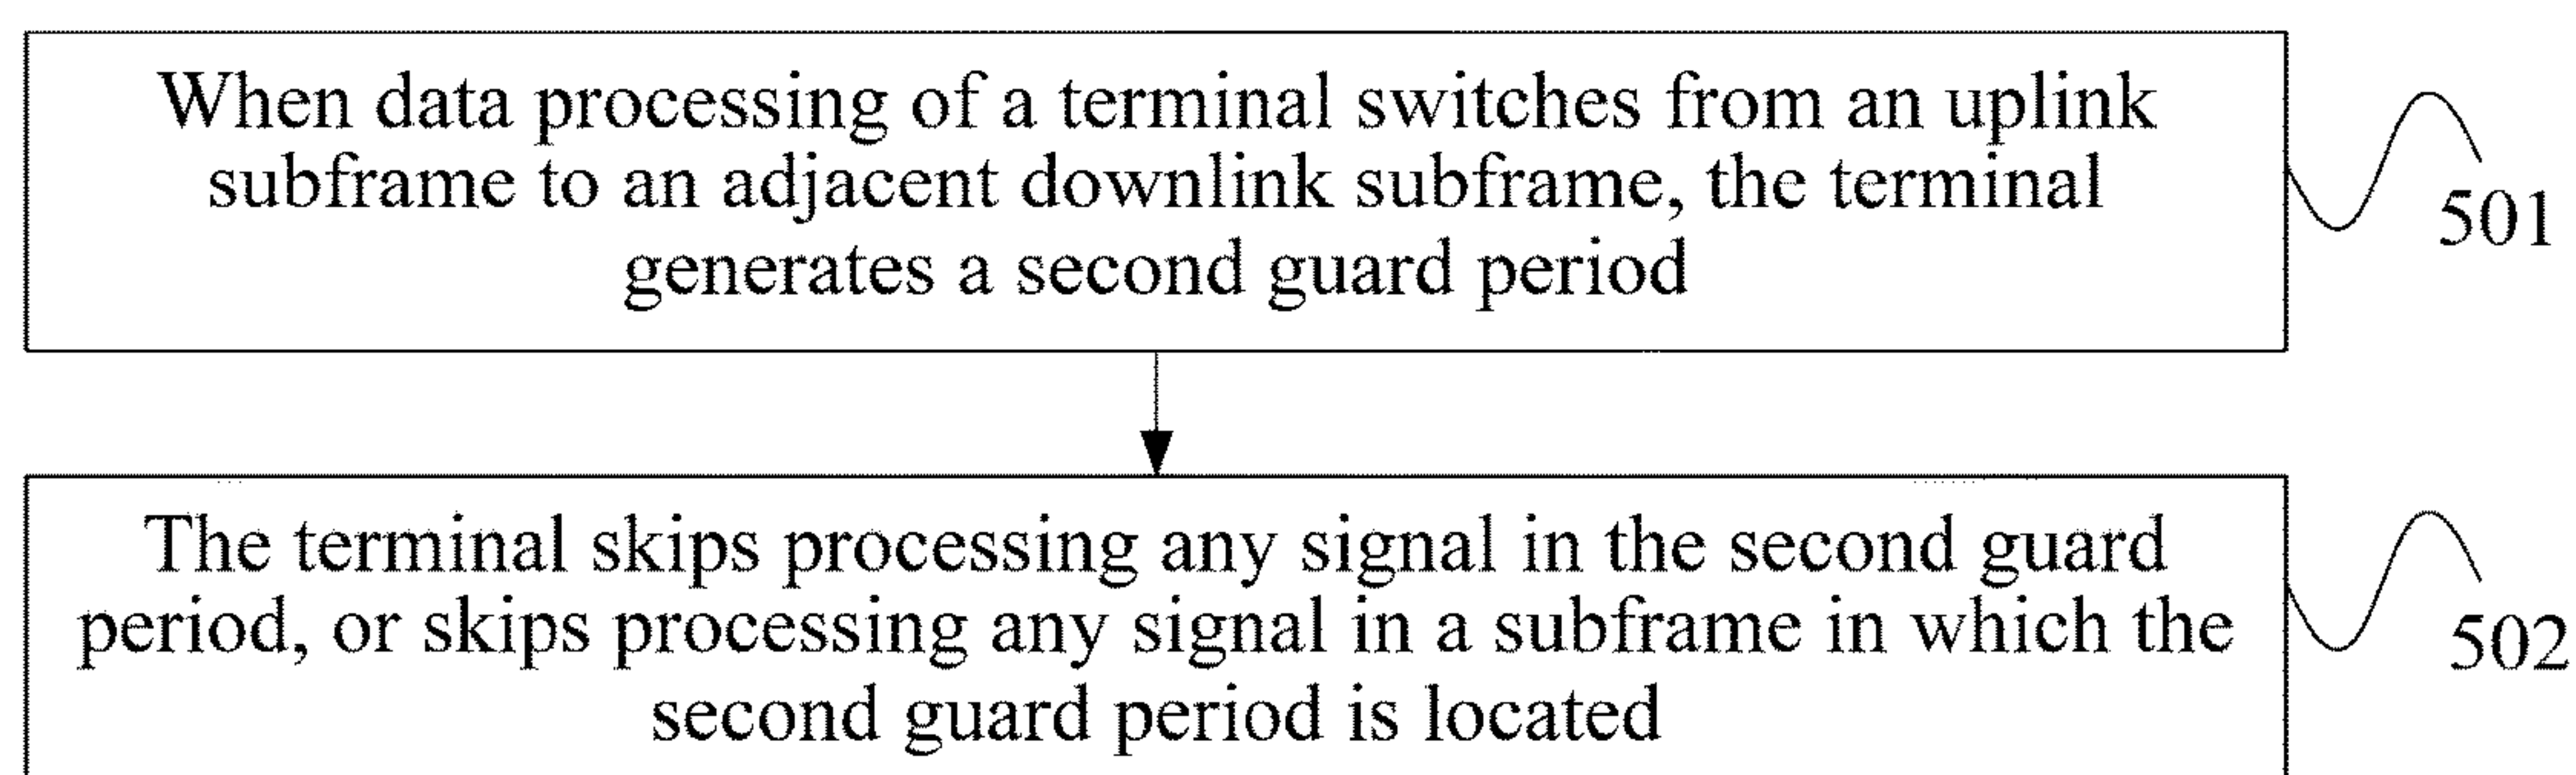 When data processing of a terminal switches from an uplink
subframe to an adjacent downlink subframe, the terminal
generates a second guard period
501
The terminal skips processing any signal in the second guard
period, or skips processing any signal in a subframe in which the
second guard period is located
502